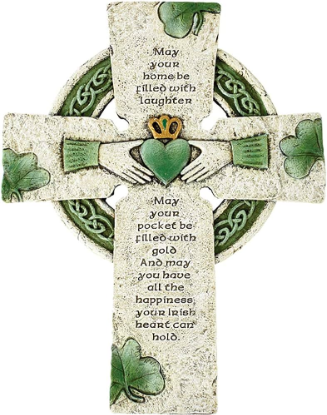 May
your
home be
filled with
laughter
May
your
pocket be
filled with
gold
And may
you have
all the
happiness
your Irish
heart can
hold.